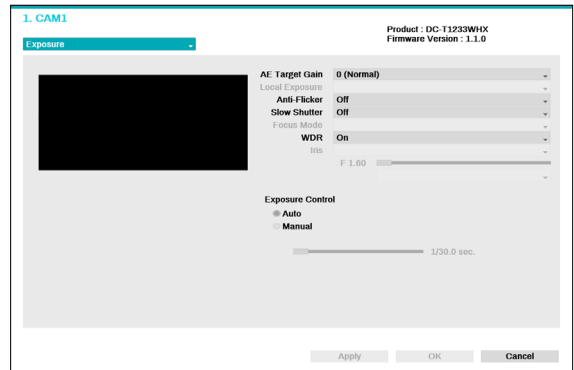 1. CAM1
Product : DC-T1233WHX
Firmware Version : 1.1.0
Exposure
AE Target Gain 0 (Normal)
Local Exposure
Anti-Flicker Off
Slow Shutter Off
Focus Mode
WDR On
Iris
F 1.60
Exposure Control
Auto
Manual
1/30.0 sec.
Apply OK Cancel